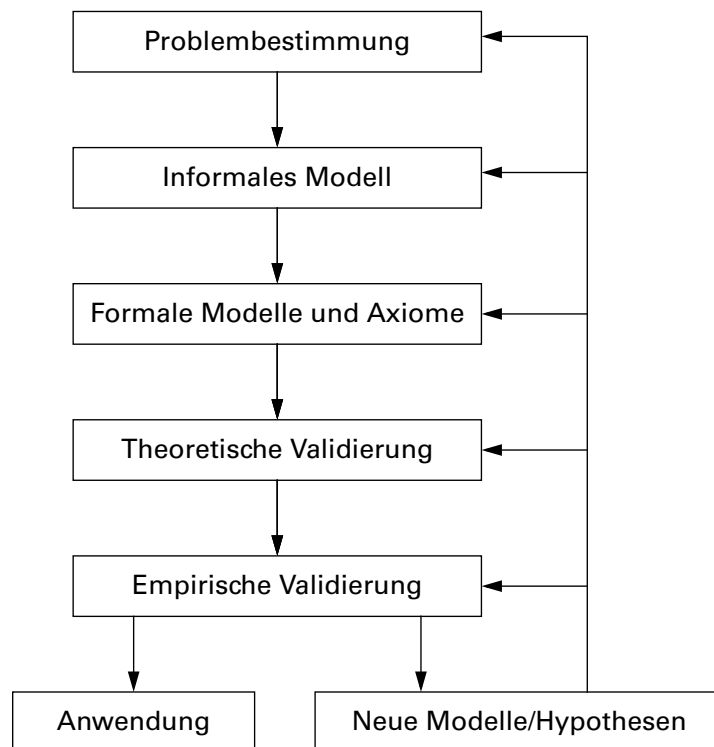 Problembestimmung
Informales Modell
Formale Modelle und Axiome
Theoretische Validierung
Empirische Validierung
Anwendung
Neue Modelle/Hypothesen